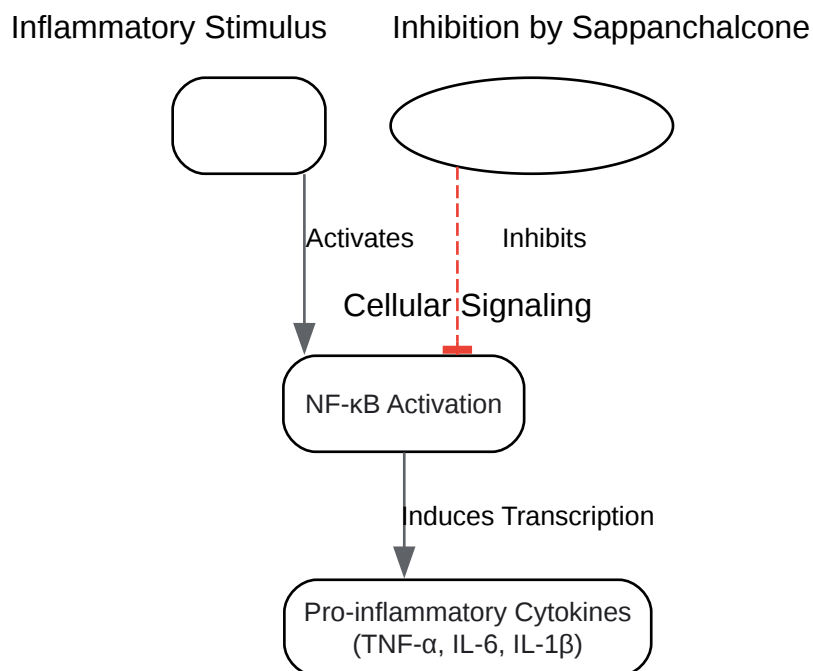 Inflammatory Stimulus
Inhibition by Sappanchalcone
Activates
Inhibits
Cellular Signaling
NF-κB Activation
Induces Transcription
Pro-inflammatory Cytokines
(TNF-α, IL-6, IL-1β)